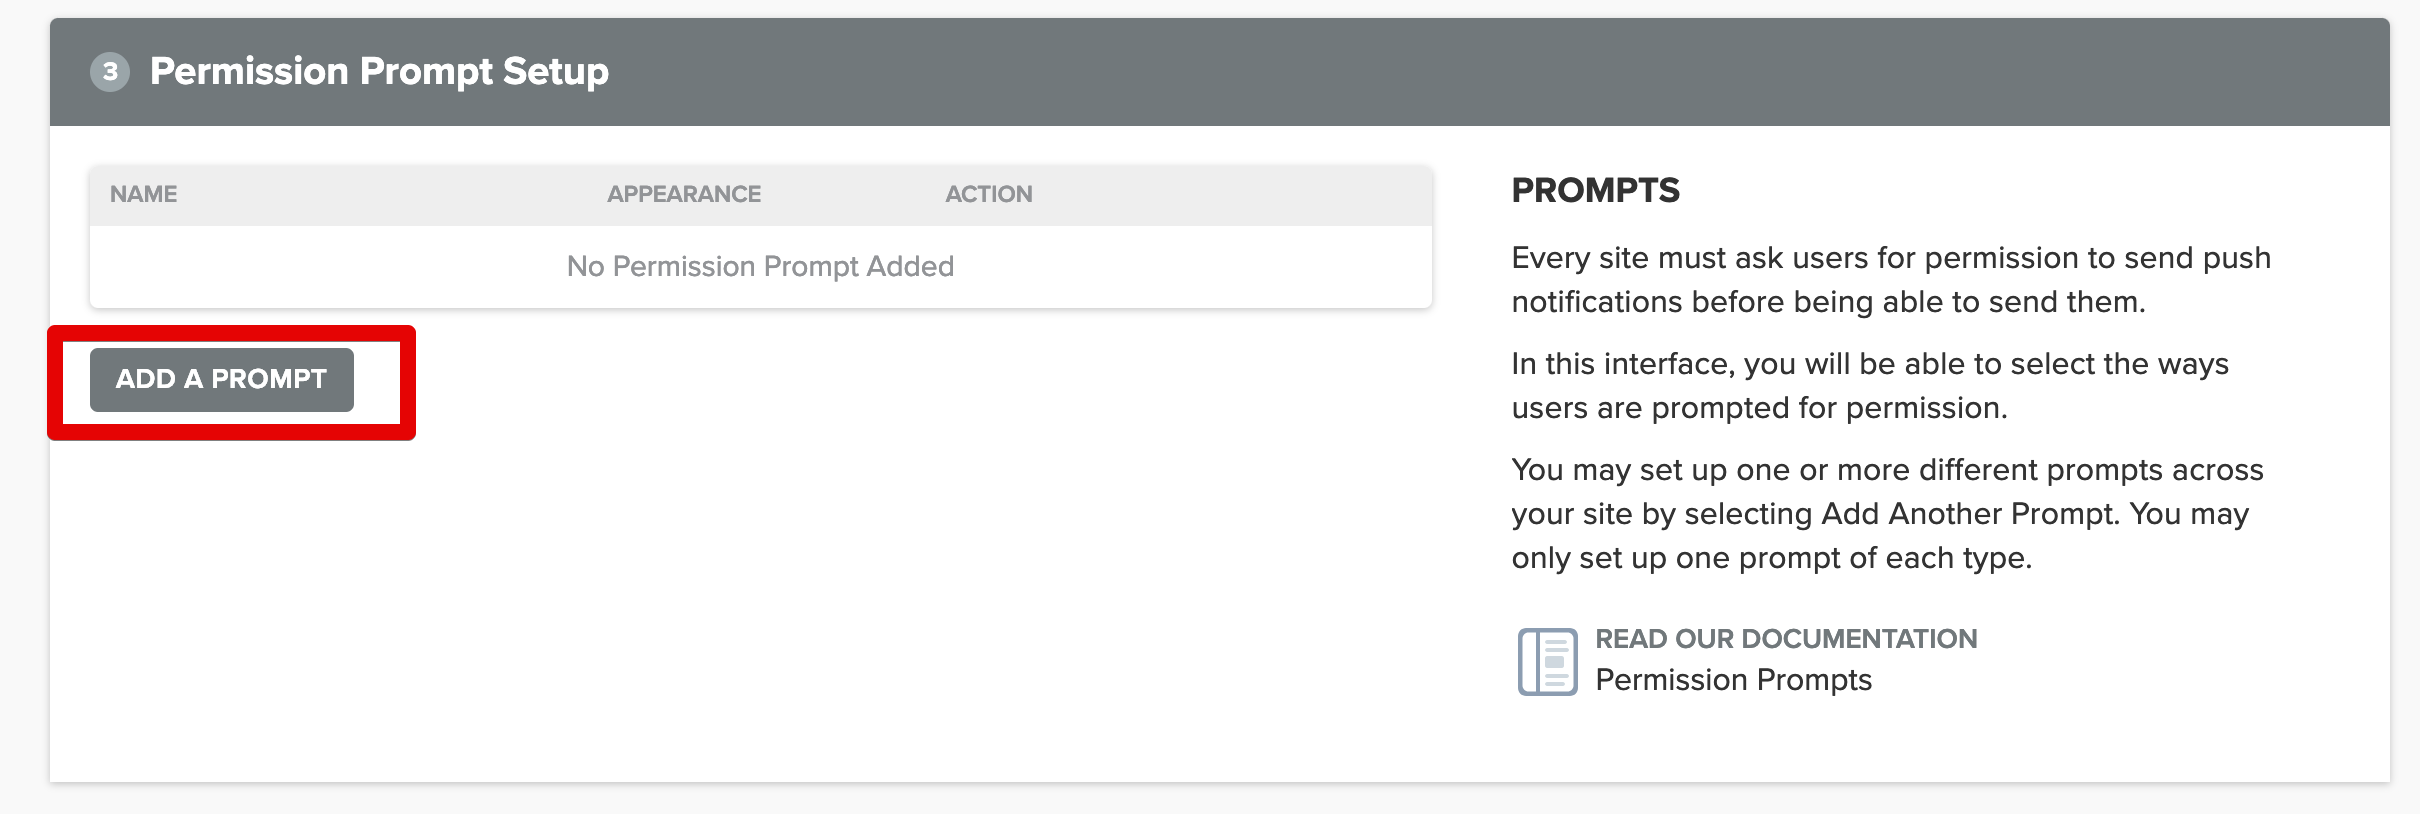 3 Permission Prompt Setup
NAME APPEARANCE ACTION
No Permission Prompt Added
ADD A PROMPT
PROMPTS
Every site must ask users for permission to send push
notifications before being able to send them.
In this interface, you will be able to select the ways
users are prompted for permission.
You may set up one or more different prompts across
your site by selecting Add Another Prompt. You may
only set up one prompt of each type.
READ OUR DOCUMENTATION
Permission Prompts